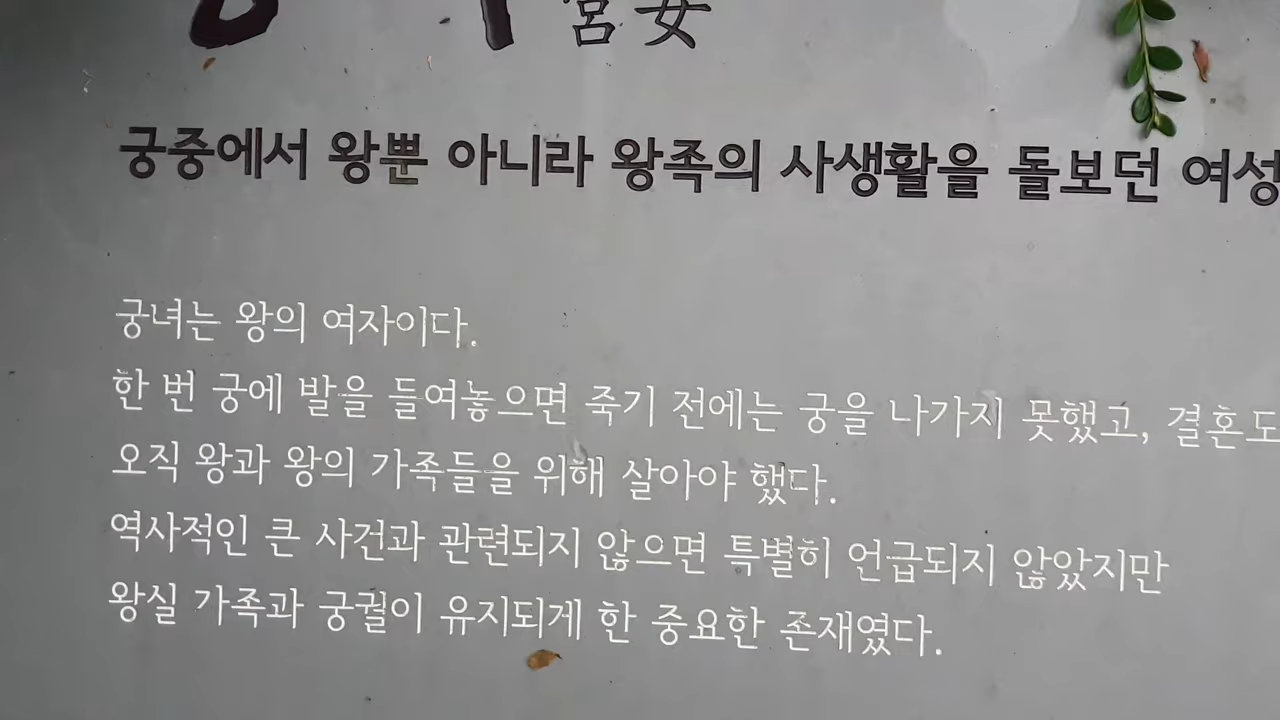 宮女
궁중에서 왕뿐 아니라 왕족의 사생활을 돌보던 여성
궁녀는 왕의 여자이다.
한 번 궁에 발을 들여놓으면 죽기 전에는 궁을 나가지 못했고, 결혼도
오직 왕과 왕의 가족들을 위해 살아야 했다.
역사적인 큰 사건과 관련되지 않으면 특별히 언급되지 않았지만
왕실 가족과 궁궐이 유지되게 한 중요한 존재였다.